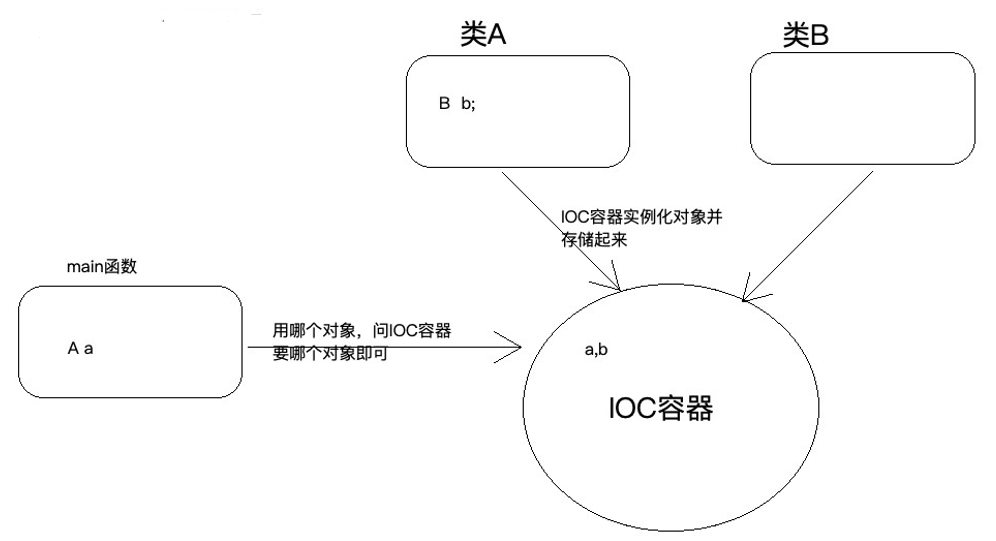 类A
类B
B b;
IOC容器实例化对象并
存储起来
main函数
A a
用哪个对象，问IOC容器
要哪个对象即可
a,b
IOC容器